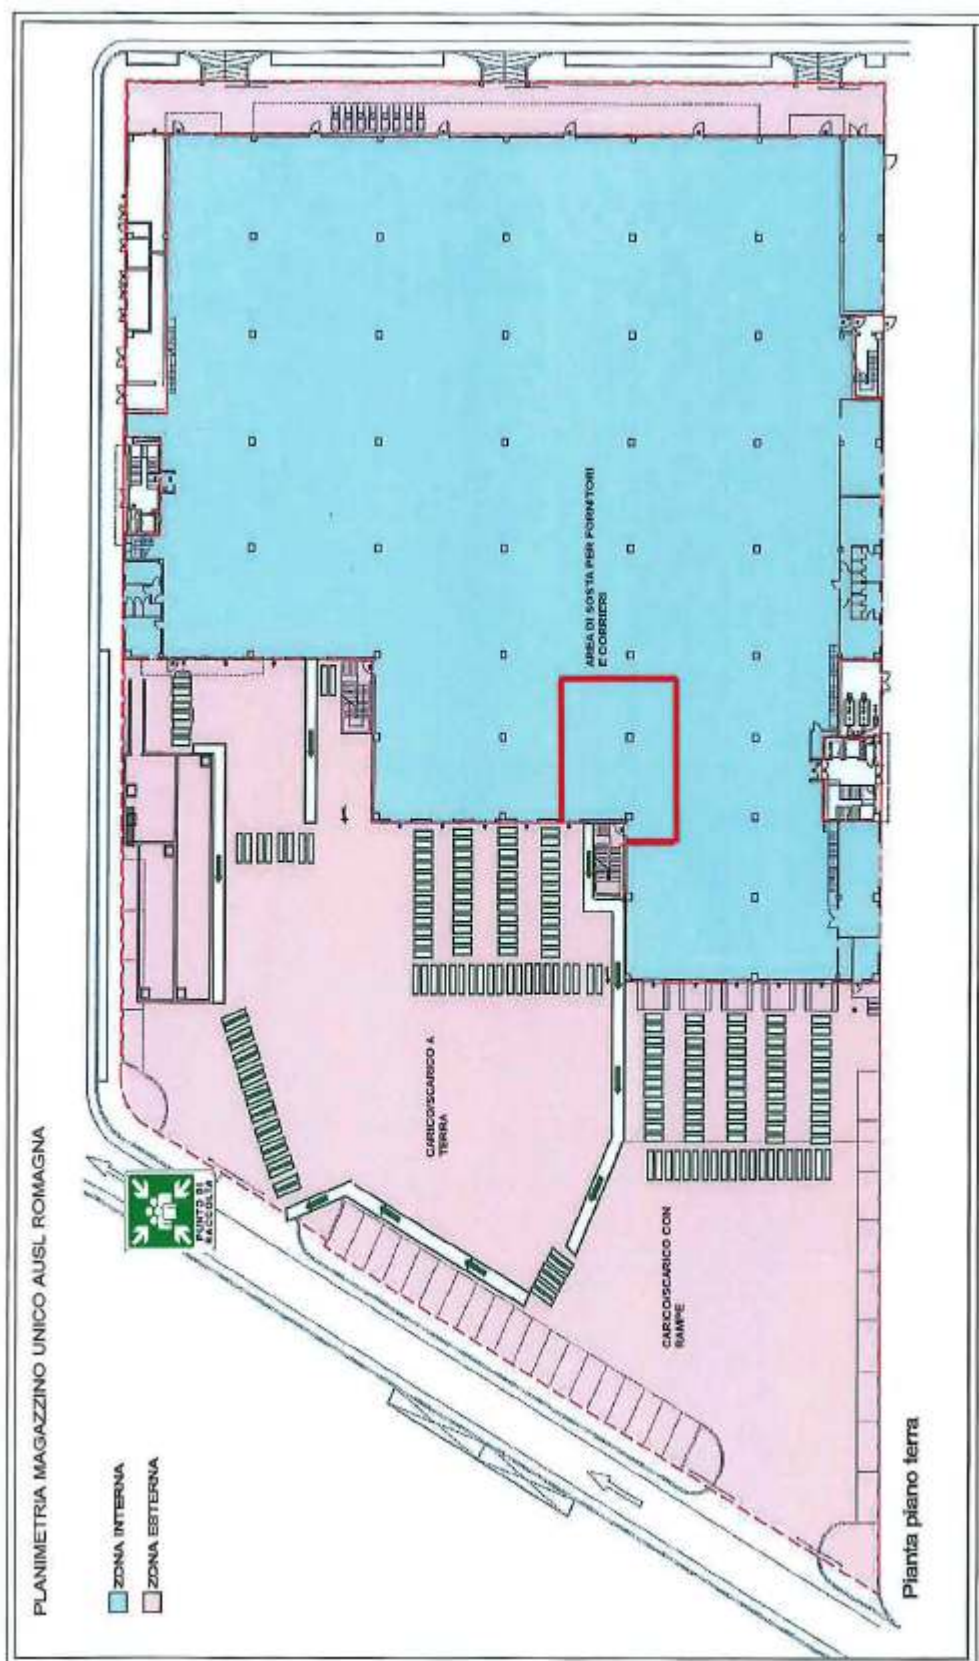 PLANIMETRIA MAGAZZINO UNICO AUSL ROMAGNA
ZONA INTERNA
ZONA ESTERNA
PUNTO DI
RACCOLTA
CARICO/SCARICO A
TERRA
AREA DI SOSTA PER FORNITORI
E CORRIERI
CARICO/SCARICO CON
RAMPE
Pianta piano terra